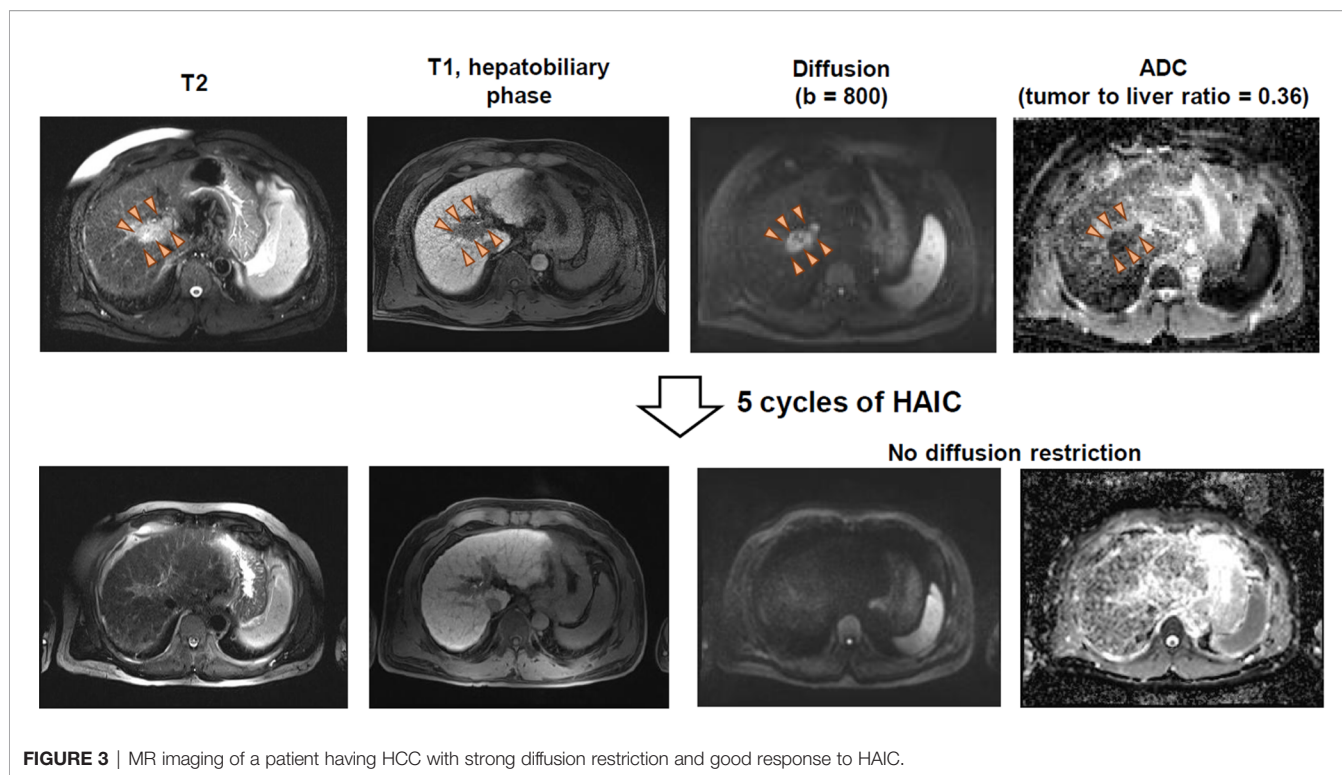 T2
T1, hepatobiliary
phase
Diffusion
(b = 800)
ADC
(tumor to liver ratio = 0.36)
5 cycles of HAIC
No diffusion restriction
FIGURE 3 | MR imaging of a patient having HCC with strong diffusion restriction and good response to HAIC.